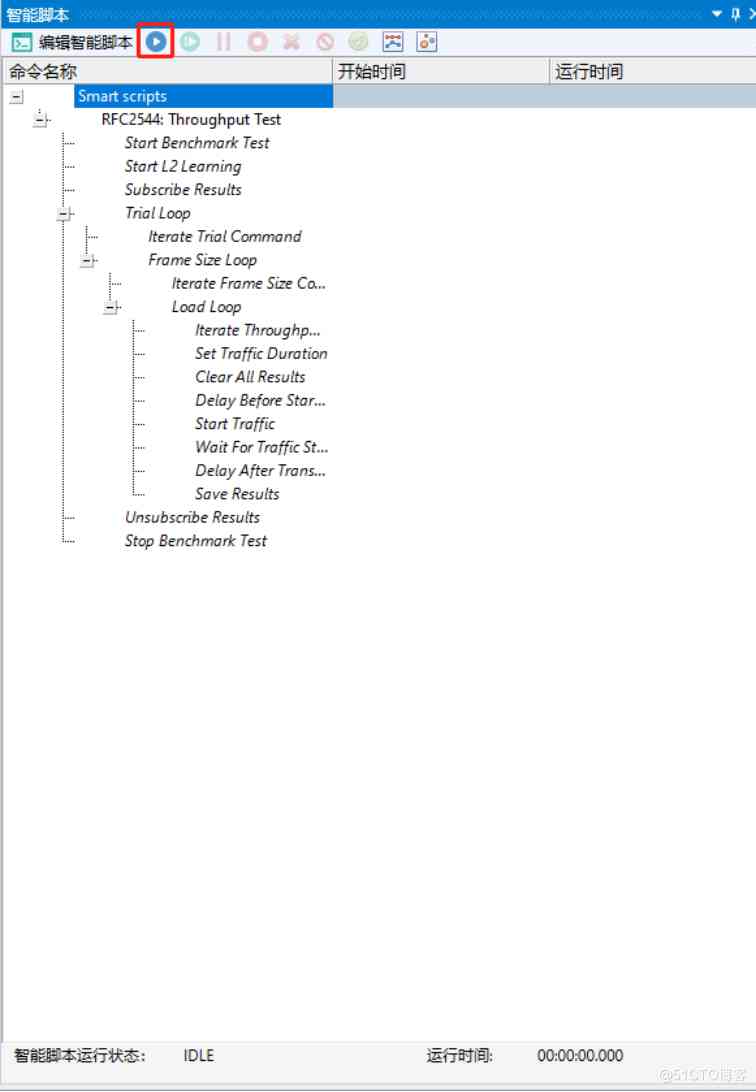 智能脚本
编辑智能脚本
命令名称 开始时间 运行时间
Smart scripts
RFC2544: Throughput Test
Start Benchmark Test
Start L2 Learning
Subscribe Results
Trial Loop
Iterate Trial Command
Frame Size Loop
Iterate Frame Size Co...
Load Loop
Iterate Throughp...
Set Traffic Duration
Clear All Results
Delay Before Star...
Start Traffic
Wait For Traffic St...
Delay After Trans...
Save Results
Unsubscribe Results
Stop Benchmark Test
智能脚本运行状态: IDLE 运行时间: 00:00:00.000
@51CTO博客